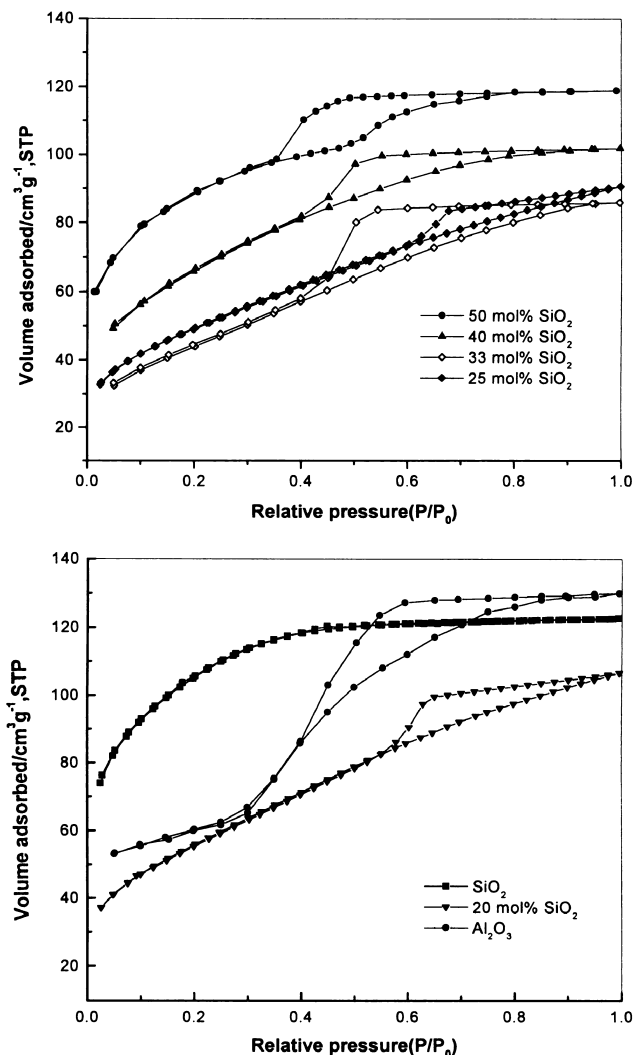 140
120
100
80
60
40
20
Volume adsorbed/cm³g⁻¹,STP
50 mol% SiO₂
40 mol% SiO₂
33 mol% SiO₂
25 mol% SiO₂
0.0 0.2 0.4 0.6 0.8 1.0
Relative pressure(P/P₀)
140
120
100
80
60
40
20
Volume adsorbed/cm³g⁻¹,STP
SiO₂
20 mol% SiO₂
Al₂O₃
0.0 0.2 0.4 0.6 0.8 1.0
Relative pressure(P/P₀)